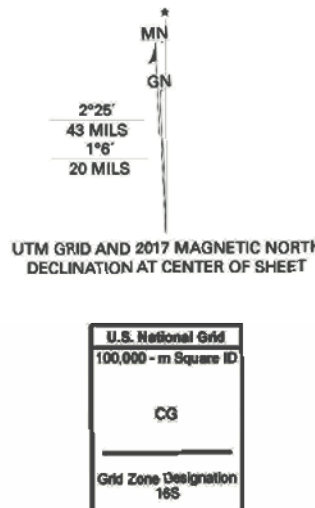 MN
GN
2°25′
43 MILS
1°6′
20 MILS
UTM GRID AND 2017 MAGNETIC NORTH
DECLINATION AT CENTER OF SHEET
U.S. National Grid
100,000 - m Square ID
CG
Grid Zone Designation
16S